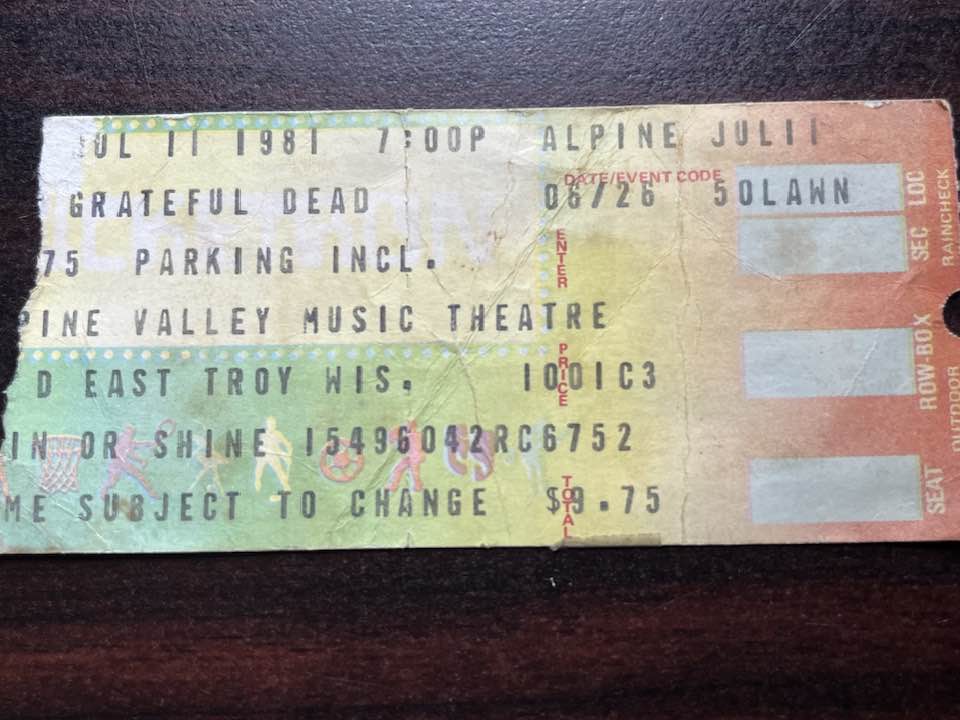 JUL 11 1981 7:00P ALPINE JUL11
DATE/EVENT CODE
GRATEFUL DEAD 06/26 50LAWN
75 PARKING INCL.
ENTER
PINE VALLEY MUSIC THEATRE
PRICE
D EAST TROY WIS. 1001C3
IN OR SHINE 15496042RC6752
ME SUBJECT TO CHANGE $9.75
TOTAL
SEC LOC
ROW-BOX
SEAT
RAINCHECK
OUTDOOR